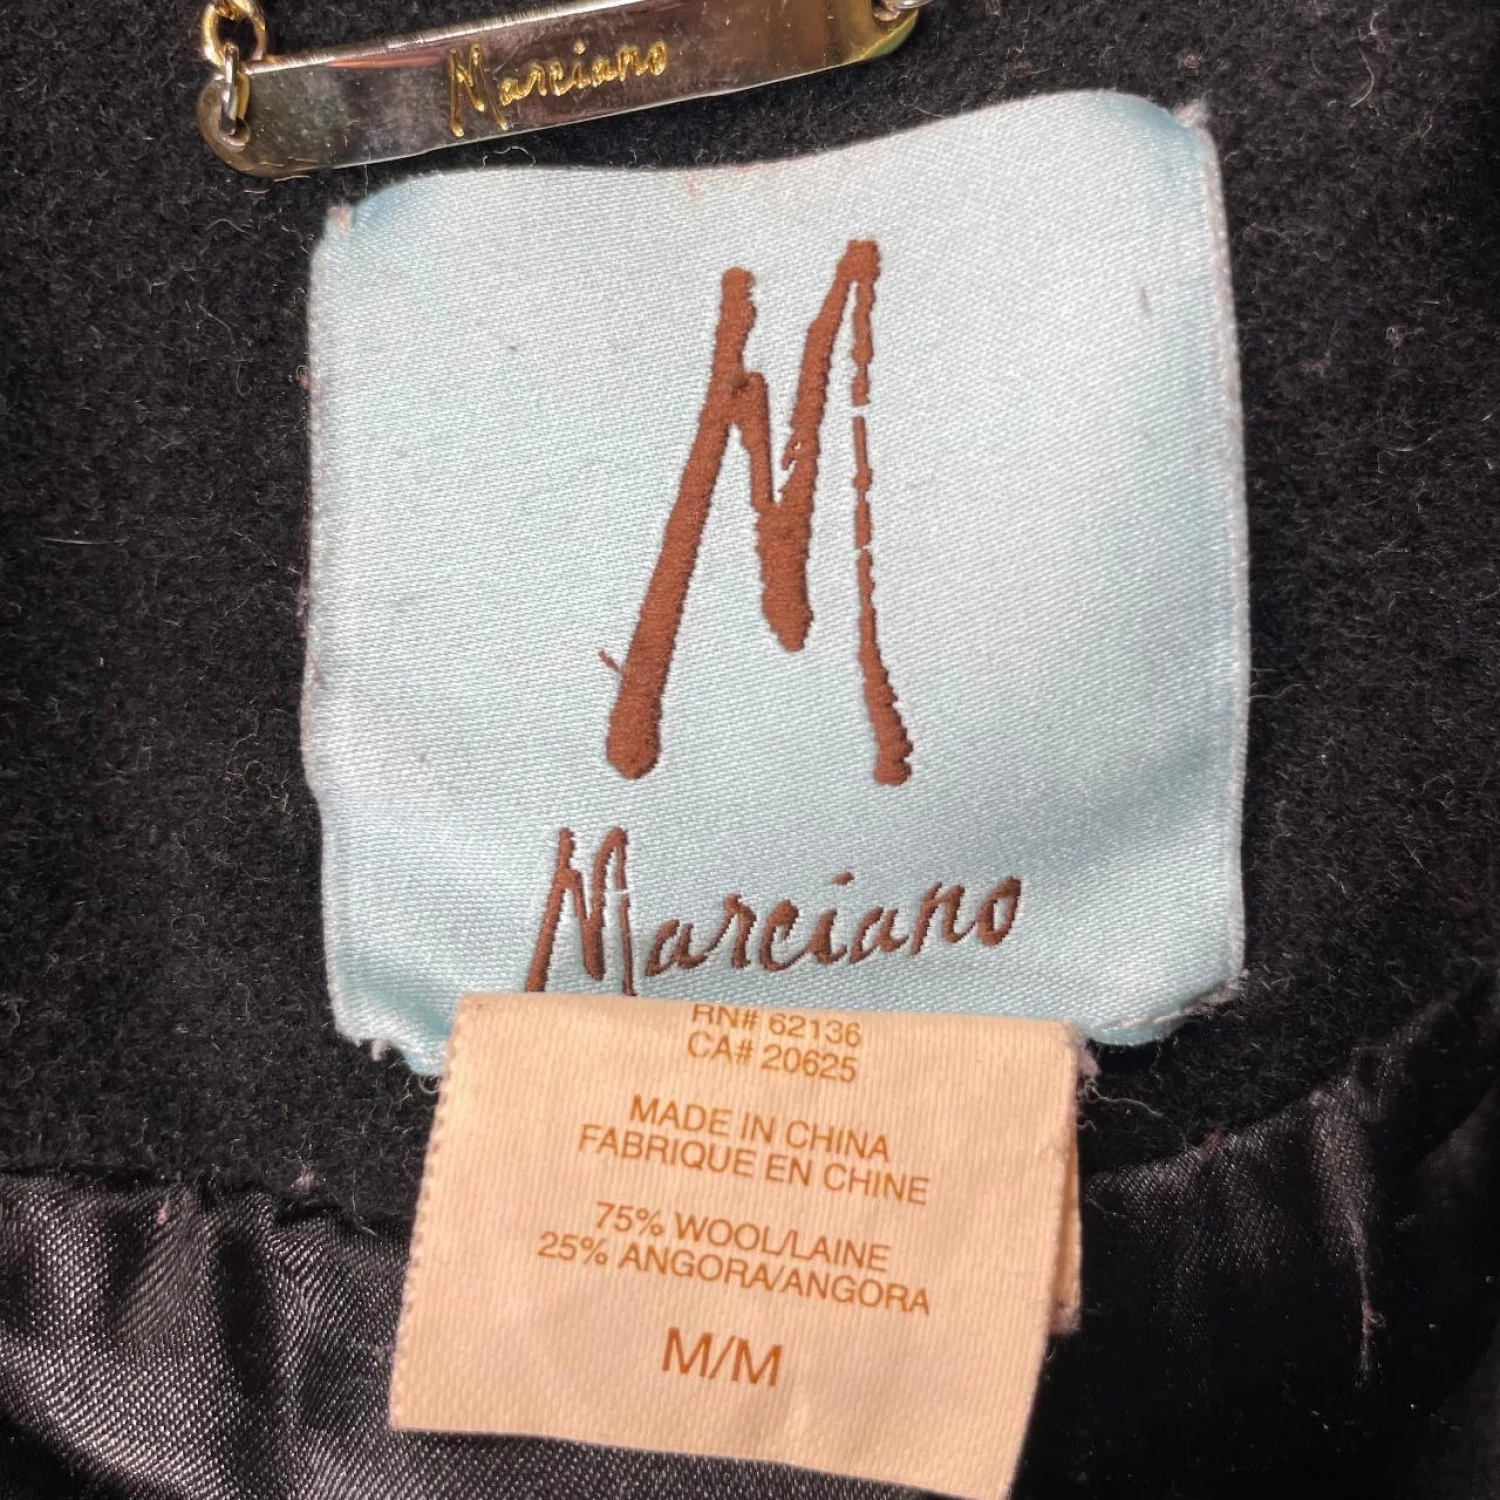 Marciano
M
Marciano
RN# 62136
CA# 20625
MADE IN CHINA
FABRIQUE EN CHINE
75% WOOL/LAINE
25% ANGORA/ANGORA
M/M